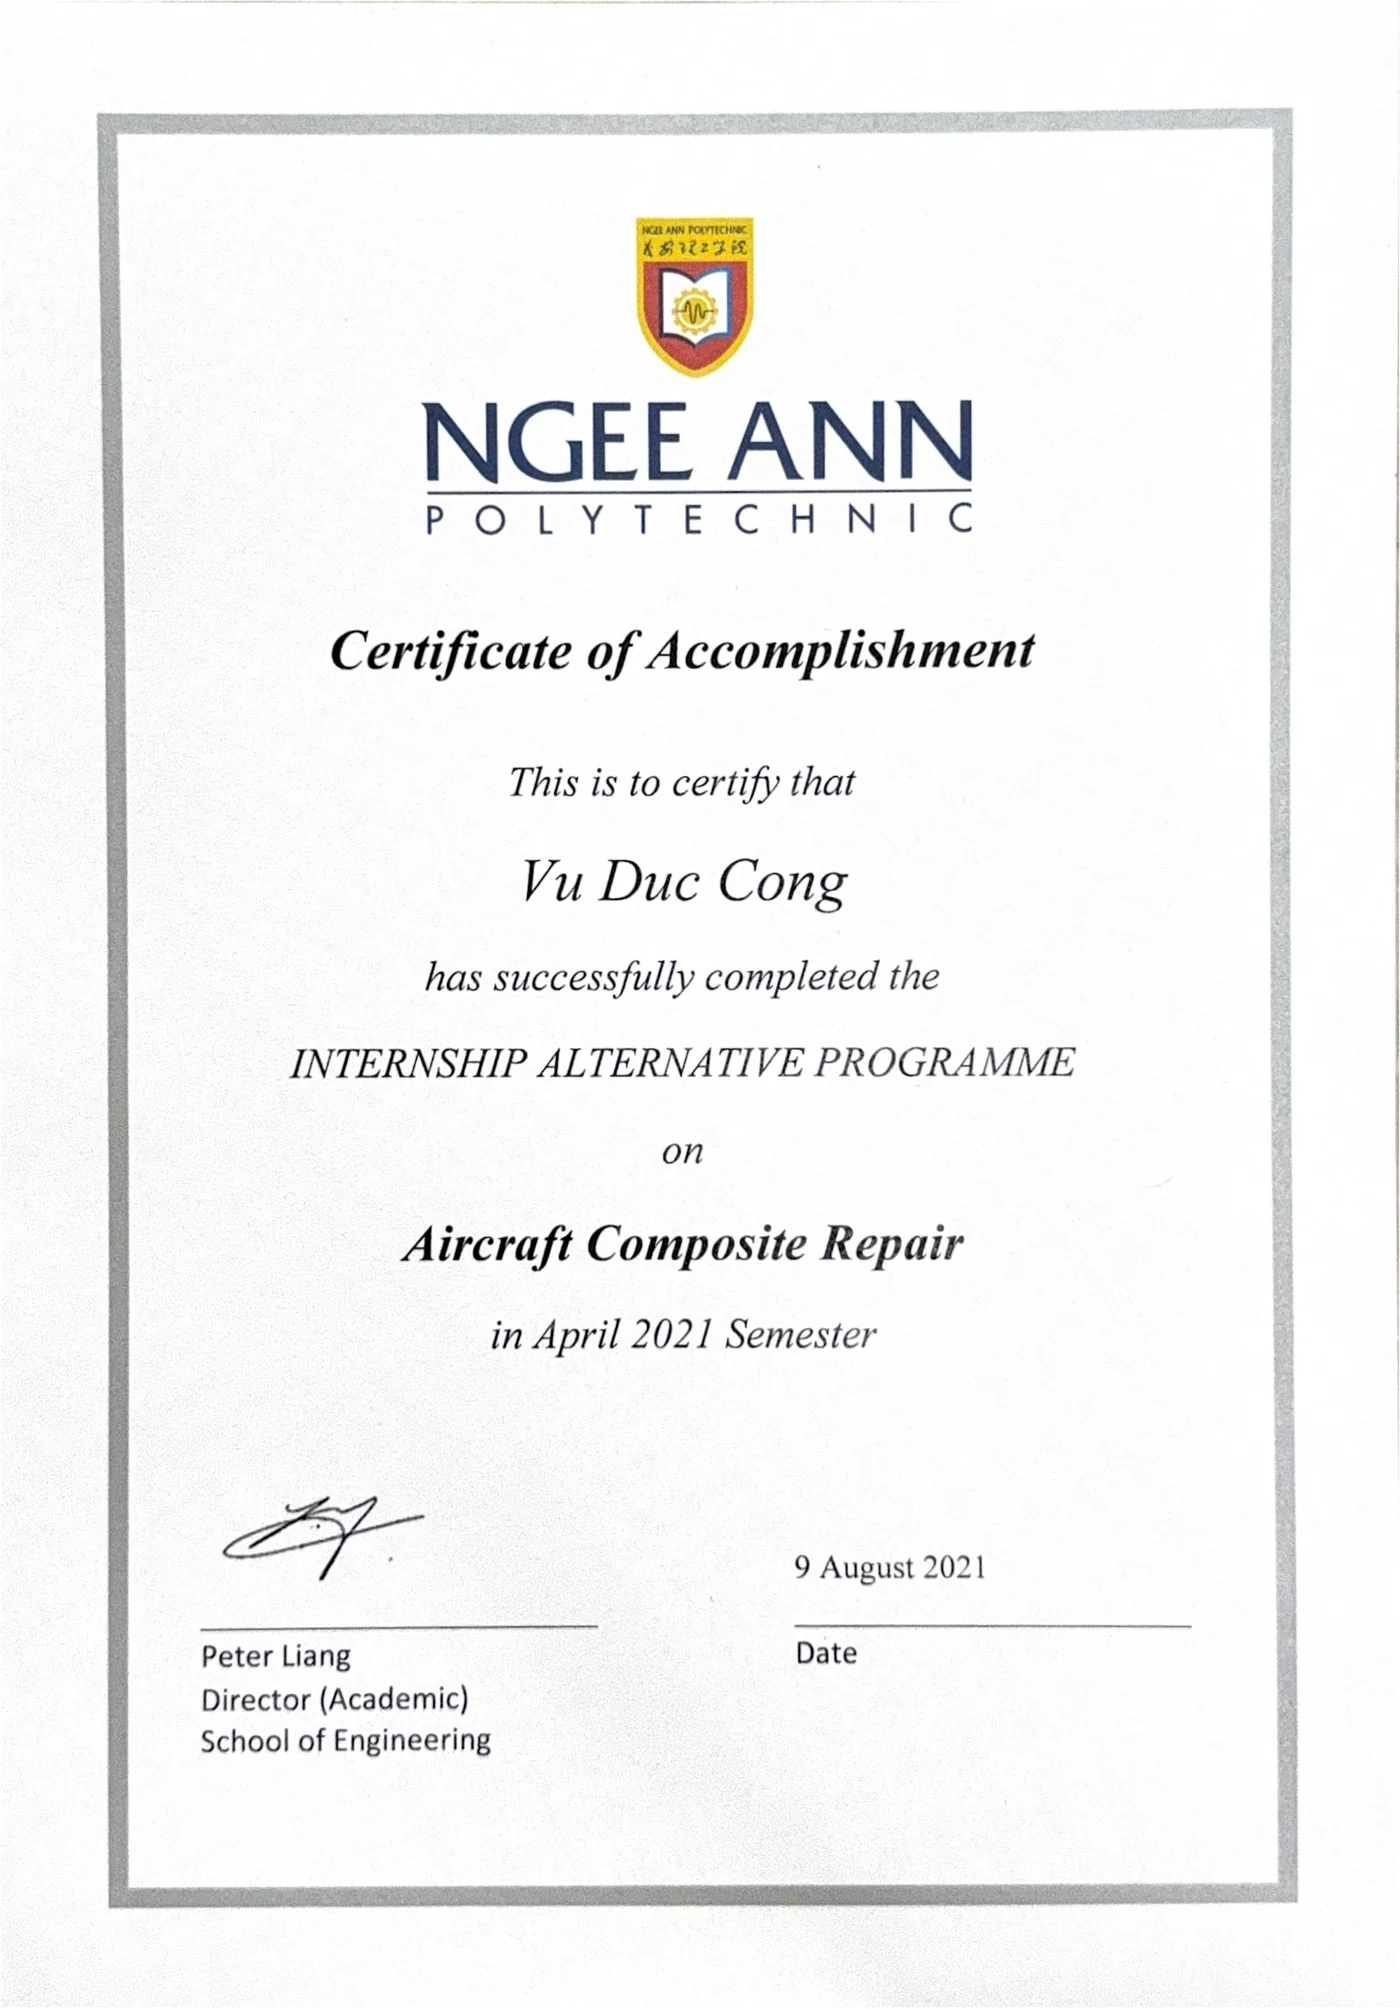 NGEE ANN POLYTECHNIC
NGEE ANN
POLYTECHNIC
Certificate of Accomplishment
This is to certify that
Vu Duc Cong
has successfully completed the
INTERNSHIP ALTERNATIVE PROGRAMME
on
Aircraft Composite Repair
in April 2021 Semester
9 August 2021
Peter Liang
Date
Director (Academic)
School of Engineering